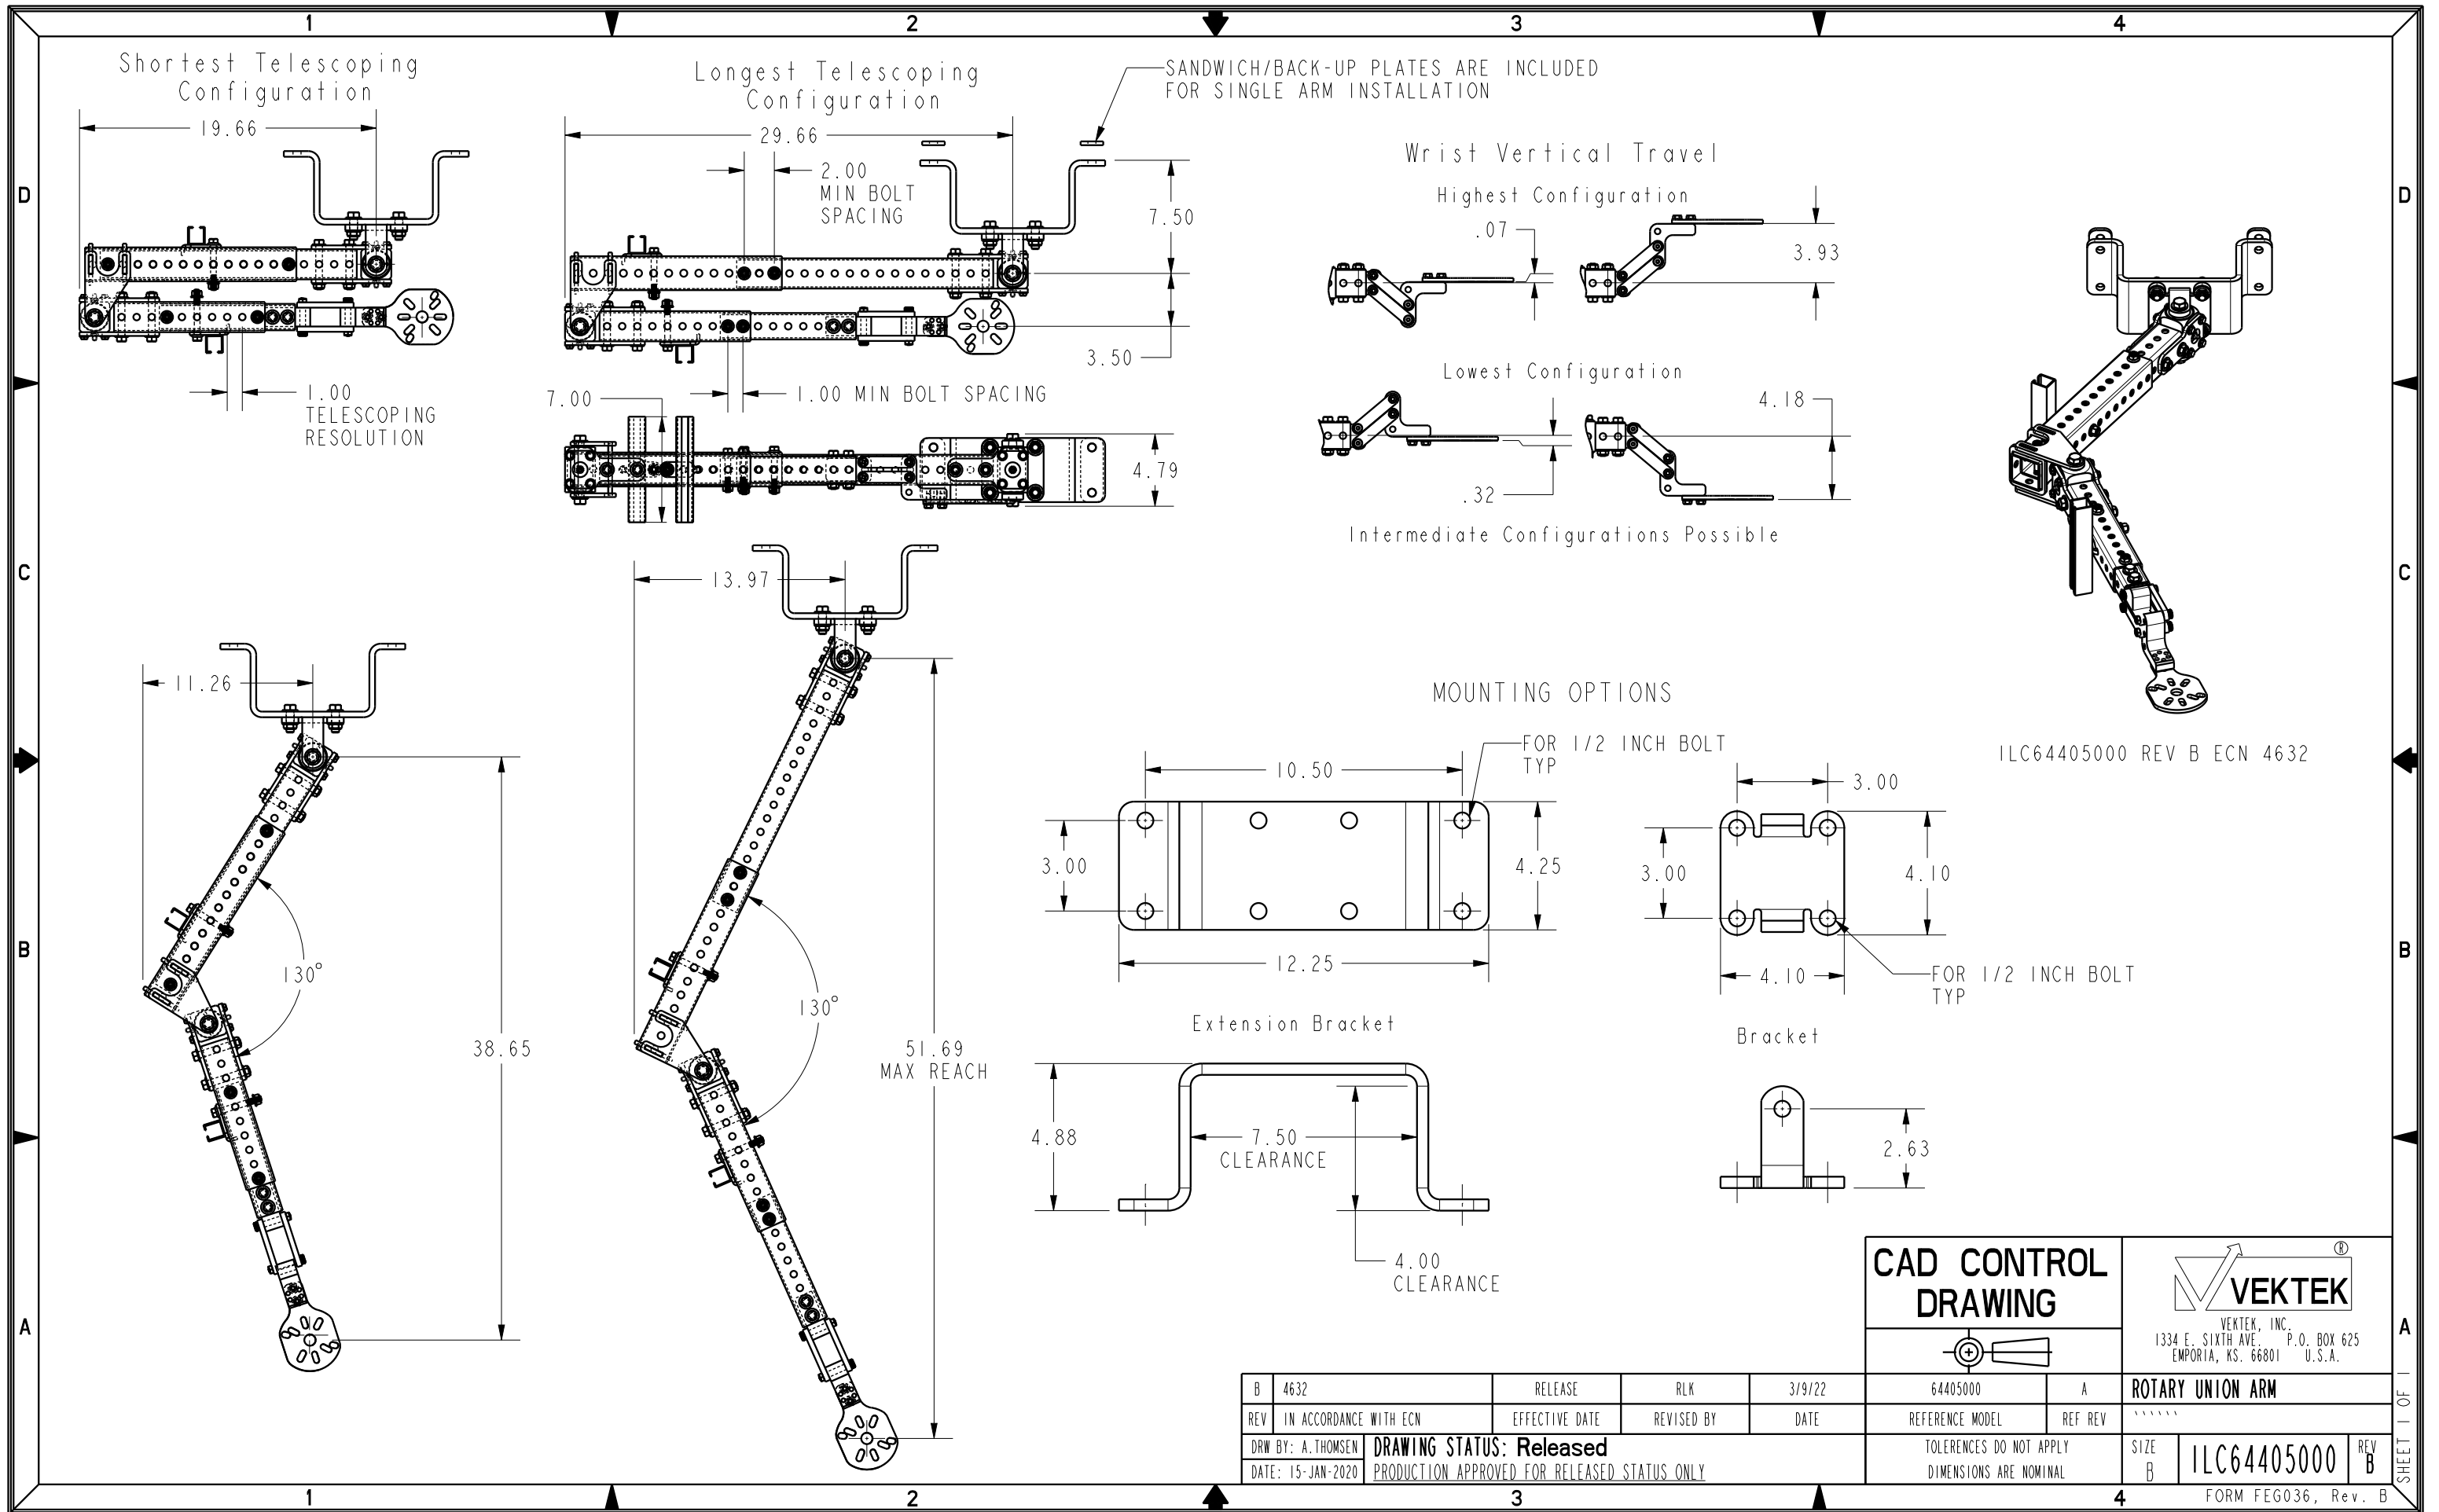 1
2
3
4
Shortest Telescoping
Configuration
19.66
1.00
TELESCOPING
RESOLUTION
Longest Telescoping
Configuration
29.66
2.00
MIN BOLT
SPACING
7.50
3.50
1.00 MIN BOLT SPACING
7.00
4.79
SANDWICH/BACK-UP PLATES ARE INCLUDED
FOR SINGLE ARM INSTALLATION
Wrist Vertical Travel
Highest Configuration
.07
3.93
Lowest Configuration
4.18
.32
Intermediate Configurations Possible
D
D
C
C
B
B
A
A
11.26
130°
38.65
13.97
130°
51.69
MAX REACH
ILC64405000 REV B ECN 4632
MOUNTING OPTIONS
FOR 1/2 INCH BOLT
TYP
10.50
3.00
4.25
12.25
Extension Bracket
4.88
7.50
CLEARANCE
4.00
CLEARANCE
3.00
3.00
4.10
4.10
FOR 1/2 INCH BOLT
TYP
Bracket
2.63
CAD CONTROL
DRAWING
®
VEKTEK
VEKTEK, INC.
1334 E. SIXTH AVE. P.O. BOX 625
EMPORIA, KS. 66801 U.S.A.
B 4632 RELEASE RLK 3/9/22 64405000 A ROTARY UNION ARM
REV IN ACCORDANCE WITH ECN EFFECTIVE DATE REVISED BY DATE REFERENCE MODEL REF REV ``````
DRW BY: A.THOMSEN DRAWING STATUS: Released
DATE: 15-JAN-2020 PRODUCTION APPROVED FOR RELEASED STATUS ONLY
TOLERENCES DO NOT APPLY
DIMENSIONS ARE NOMINAL
SIZE
B
ILC64405000
REV
B
SHEET 1 OF 1
1
2
3
4
FORM FEG036, Rev. B